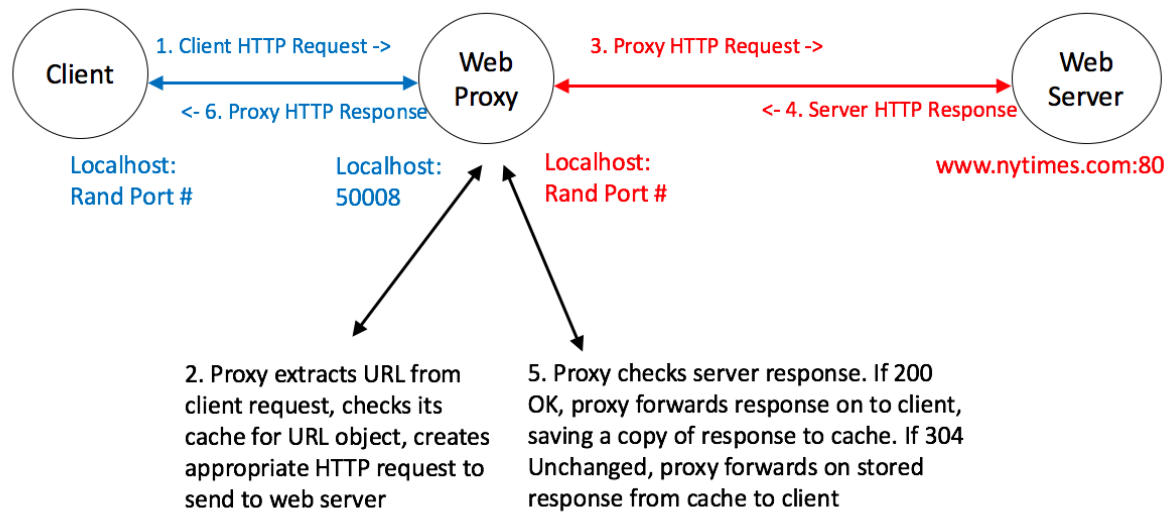 1. Client HTTP Request ->
3. Proxy HTTP Request ->
Client
Web
Proxy
Web
Server
<- 6. Proxy HTTP Response
<- 4. Server HTTP Response
Localhost:
Rand Port #
Localhost:
50008
Localhost:
Rand Port #
www.nytimes.com:80
2. Proxy extracts URL from
client request, checks its
cache for URL object, creates
appropriate HTTP request to
send to web server
5. Proxy checks server response. If 200
OK, proxy forwards response on to client,
saving a copy of response to cache. If 304
Unchanged, proxy forwards on stored
response from cache to client